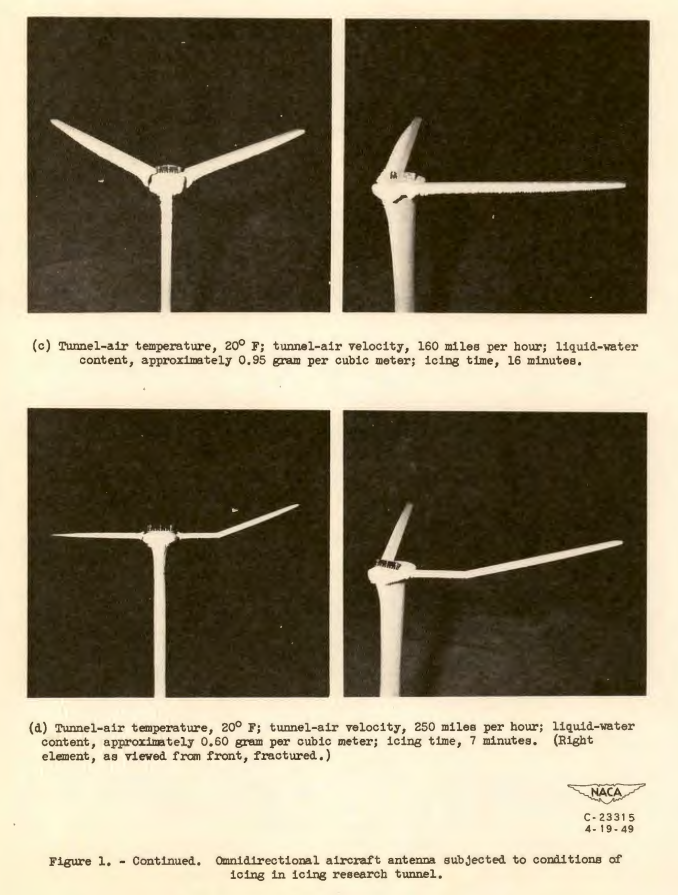 (c) Tunnel-air temperature, 20° F; tunnel-air velocity, 160 miles per hour; liquid-water
content, approximately 0.95 gram per cubic meter; icing time, 16 minutes.
(d) Tunnel-air temperature, 20° F; tunnel-air velocity, 250 miles per hour; liquid-water
content, approximately 0.60 gram per cubic meter; icing time, 7 minutes. (Right
element, as viewed from front, fractured.)
NACA
C-23315
4-19-49
Figure 1. - Continued. Omnidirectional aircraft antenna subjected to conditions of
icing in icing research tunnel.